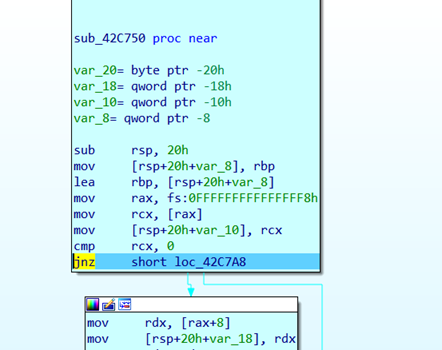 sub_42C750 proc near
var_20= byte ptr -20h
var_18= qword ptr -18h
var_10= qword ptr -10h
var_8= qword ptr -8
sub rsp, 20h
mov [rsp+20h+var_8], rbp
lea rbp, [rsp+20h+var_8]
mov rax, fs:0FFFFFFFFFFFFFFF8h
mov rcx, [rax]
mov [rsp+20h+var_10], rcx
cmp rcx, 0
jnz short loc_42C7A8
mov rdx, [rax+8]
mov [rsp+20h+var_18], rdx